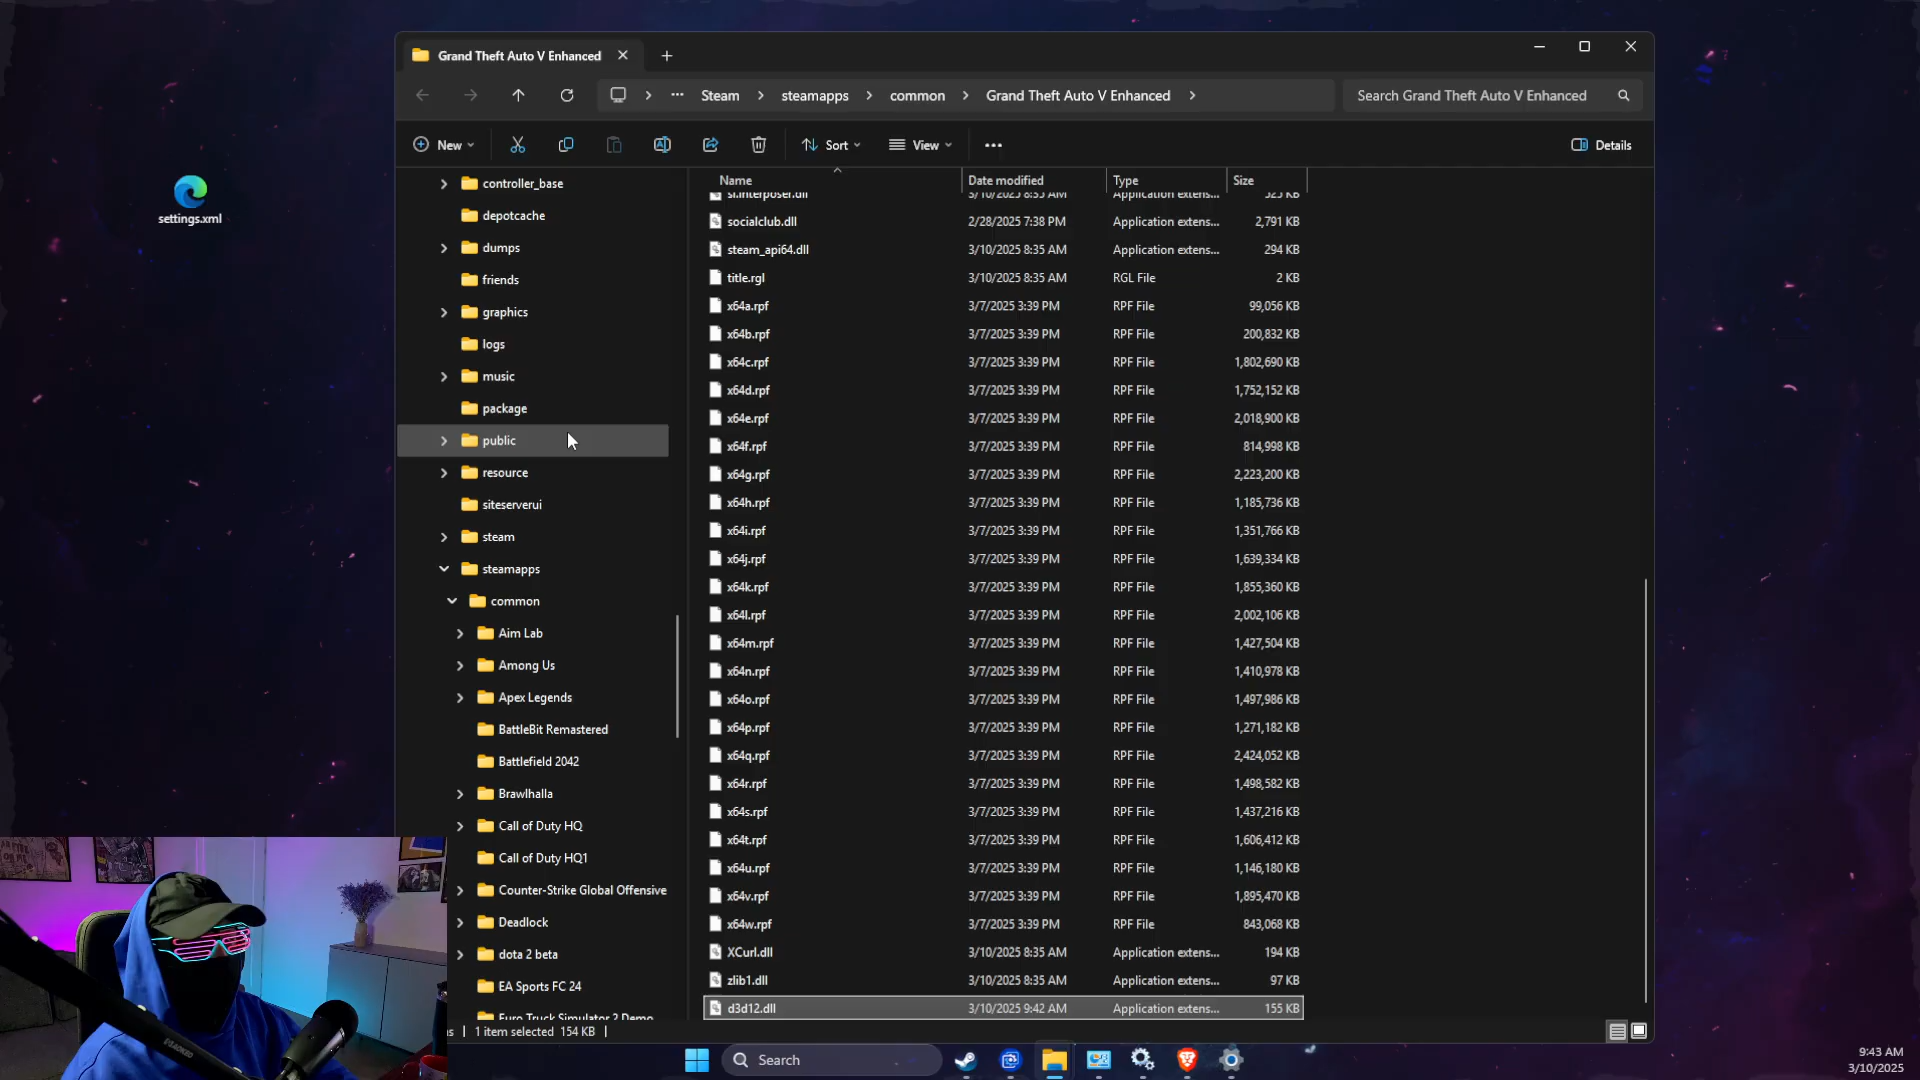 Grand Theft Auto V Enhanced
Steam
steamapps
common
Grand Theft Auto V Enhanced
Search Grand Theft Auto V Enhanced
New
Sort
View
Details
settings.xml
controller_base
depotcache
dumps
friends
graphics
logs
music
package
public
resource
siteserverui
steam
steamapps
common
Aim Lab
Among Us
Apex Legends
BattleBit Remastered
Battlefield 2042
Brawlhalla
Call of Duty HQ
Call of Duty HQ1
Counter-Strike Global Offensive
Deadlock
dota 2 beta
EA Sports FC 24
Euro Truck Simulator 2 Demo
Name Date modified Type Size
sl.interposer.dll 3/10/2025 8:35 AM Application extens... 525 KB
socialclub.dll 2/28/2025 7:38 PM Application extens... 2,791 KB
steam_api64.dll 3/10/2025 8:35 AM Application extens... 294 KB
title.rgl 3/10/2025 8:35 AM RGL File 2 KB
x64a.rpf 3/7/2025 3:39 PM RPF File 99,056 KB
x64b.rpf 3/7/2025 3:39 PM RPF File 200,832 KB
x64c.rpf 3/7/2025 3:39 PM RPF File 1,802,690 KB
x64d.rpf 3/7/2025 3:39 PM RPF File 1,752,152 KB
x64e.rpf 3/7/2025 3:39 PM RPF File 2,018,900 KB
x64f.rpf 3/7/2025 3:39 PM RPF File 814,998 KB
x64g.rpf 3/7/2025 3:39 PM RPF File 2,223,200 KB
x64h.rpf 3/7/2025 3:39 PM RPF File 1,185,736 KB
x64i.rpf 3/7/2025 3:39 PM RPF File 1,351,766 KB
x64j.rpf 3/7/2025 3:39 PM RPF File 1,639,334 KB
x64k.rpf 3/7/2025 3:39 PM RPF File 1,855,360 KB
x64l.rpf 3/7/2025 3:39 PM RPF File 2,002,106 KB
x64m.rpf 3/7/2025 3:39 PM RPF File 1,427,504 KB
x64n.rpf 3/7/2025 3:39 PM RPF File 1,410,978 KB
x64o.rpf 3/7/2025 3:39 PM RPF File 1,497,986 KB
x64p.rpf 3/7/2025 3:39 PM RPF File 1,271,182 KB
x64q.rpf 3/7/2025 3:39 PM RPF File 2,424,052 KB
x64r.rpf 3/7/2025 3:39 PM RPF File 1,498,582 KB
x64s.rpf 3/7/2025 3:39 PM RPF File 1,437,216 KB
x64t.rpf 3/7/2025 3:39 PM RPF File 1,606,412 KB
x64u.rpf 3/7/2025 3:39 PM RPF File 1,146,180 KB
x64v.rpf 3/7/2025 3:39 PM RPF File 1,895,470 KB
x64w.rpf 3/7/2025 3:39 PM RPF File 843,068 KB
XCurl.dll 3/10/2025 8:35 AM Application extens... 194 KB
zlib1.dll 3/10/2025 8:35 AM Application extens... 97 KB
d3d12.dll 3/10/2025 9:42 AM Application extens... 155 KB
1 item selected 154 KB
Search
9:43 AM
3/10/2025